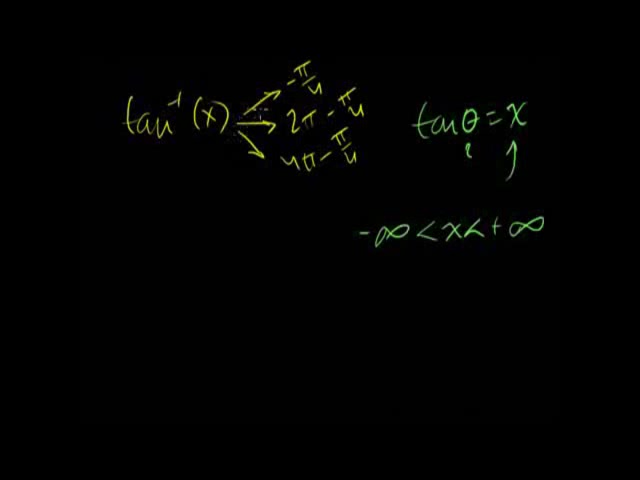 -π/4
tan⁻¹(x) 2π - π/4 tanθ = x
4π - π/4
-∞ < x < +∞